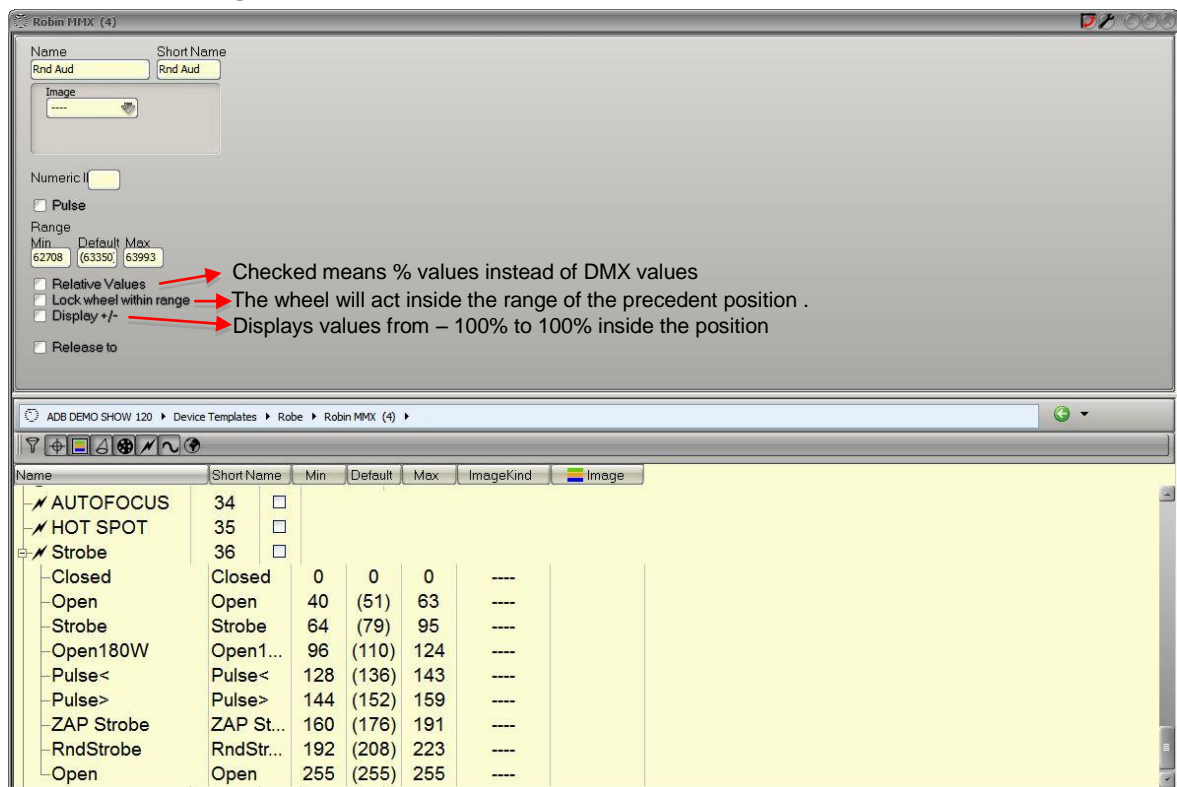 Robin MMX (4)
Name Short Name
Rnd Aud Rnd Aud
Image
----
Numeric I
Pulse
Range
Min Default Max
62708 (63350) 63993
Relative Values
Checked means % values instead of DMX values
Lock wheel within range
The wheel will act inside the range of the precedent position .
Display +/-
Displays values from – 100% to 100% inside the position
Release to
ADB DEMO SHOW 120 Device Templates Robe Robin MMX (4)
Name Short Name Min Default Max ImageKind Image
AUTOFOCUS 34
HOT SPOT 35
Strobe 36
Closed Closed 0 0 0 ----
Open Open 40 (51) 63 ----
Strobe Strobe 64 (79) 95 ----
Open180W Open1... 96 (110) 124 ----
Pulse< Pulse< 128 (136) 143 ----
Pulse> Pulse> 144 (152) 159 ----
ZAP Strobe ZAP St... 160 (176) 191 ----
RndStrobe RndStr... 192 (208) 223 ----
Open Open 255 (255) 255 ----